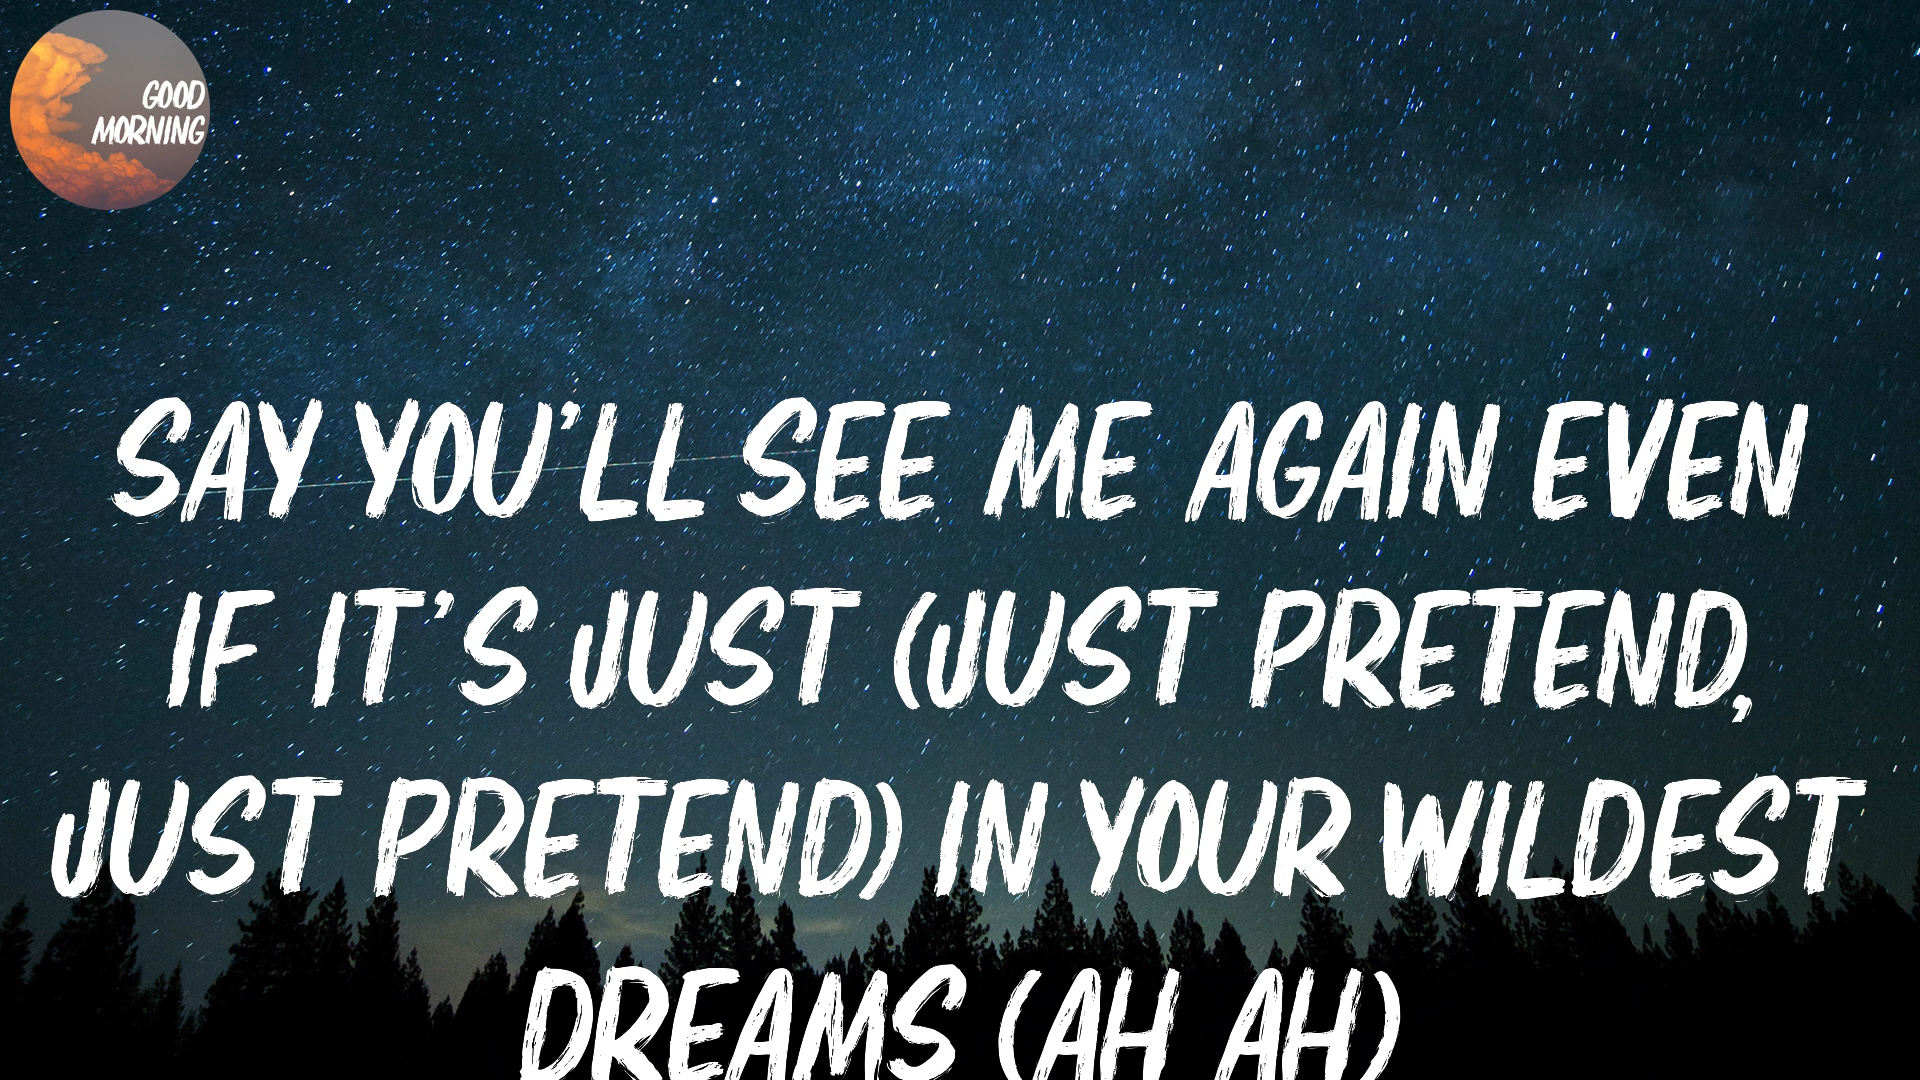 GOOD
MORNING
SAY YOU'LL SEE ME AGAIN EVEN
IF IT'S JUST (JUST PRETEND,
JUST PRETEND) IN YOUR WILDEST
DREAMS (AH AH)